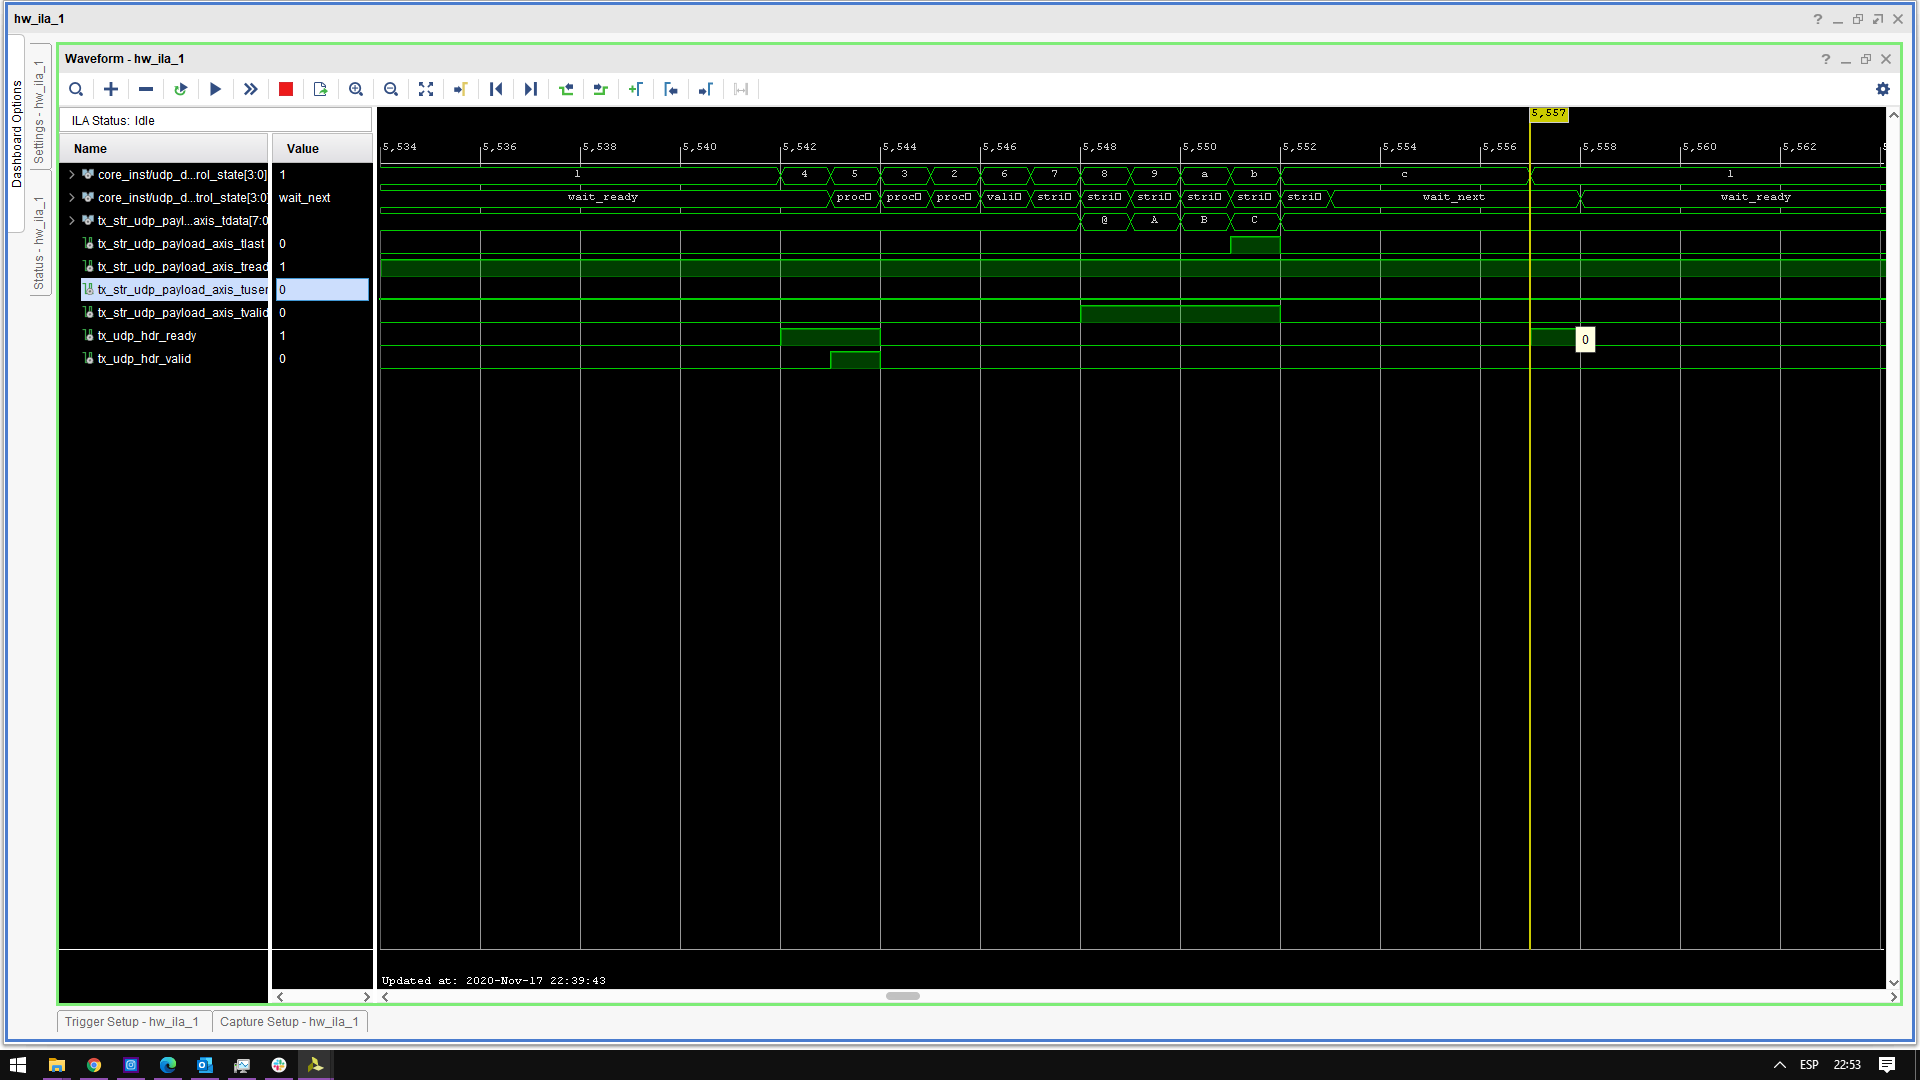 hw_ila_1
Waveform - hw_ila_1
Dashboard Options
Settings - hw_ila_1
Status - hw_ila_1
ILA Status: Idle
Name Value
core_inst/udp_d...rol_state[3:0] 1
core_inst/udp_d...trol_state[3:0] wait_next
tx_str_udp_payl...axis_tdata[7:0
tx_str_udp_payload_axis_tlast 0
tx_str_udp_payload_axis_tread 1
tx_str_udp_payload_axis_tuser 0
tx_str_udp_payload_axis_tvalid 0
tx_udp_hdr_ready 1
tx_udp_hdr_valid 0
5,557
5,534 5,536 5,538 5,540 5,542 5,544 5,546 5,548 5,550 5,552 5,554 5,556 5,558 5,560 5,562
1 4 5 3 2 6 7 8 9 a b c 1
wait_ready proc proc proc vali stri stri stri stri stri stri wait_next wait_ready
@ A B C
0
Updated at: 2020-Nov-17 22:39:43
Trigger Setup - hw_ila_1 Capture Setup - hw_ila_1
ESP 22:53